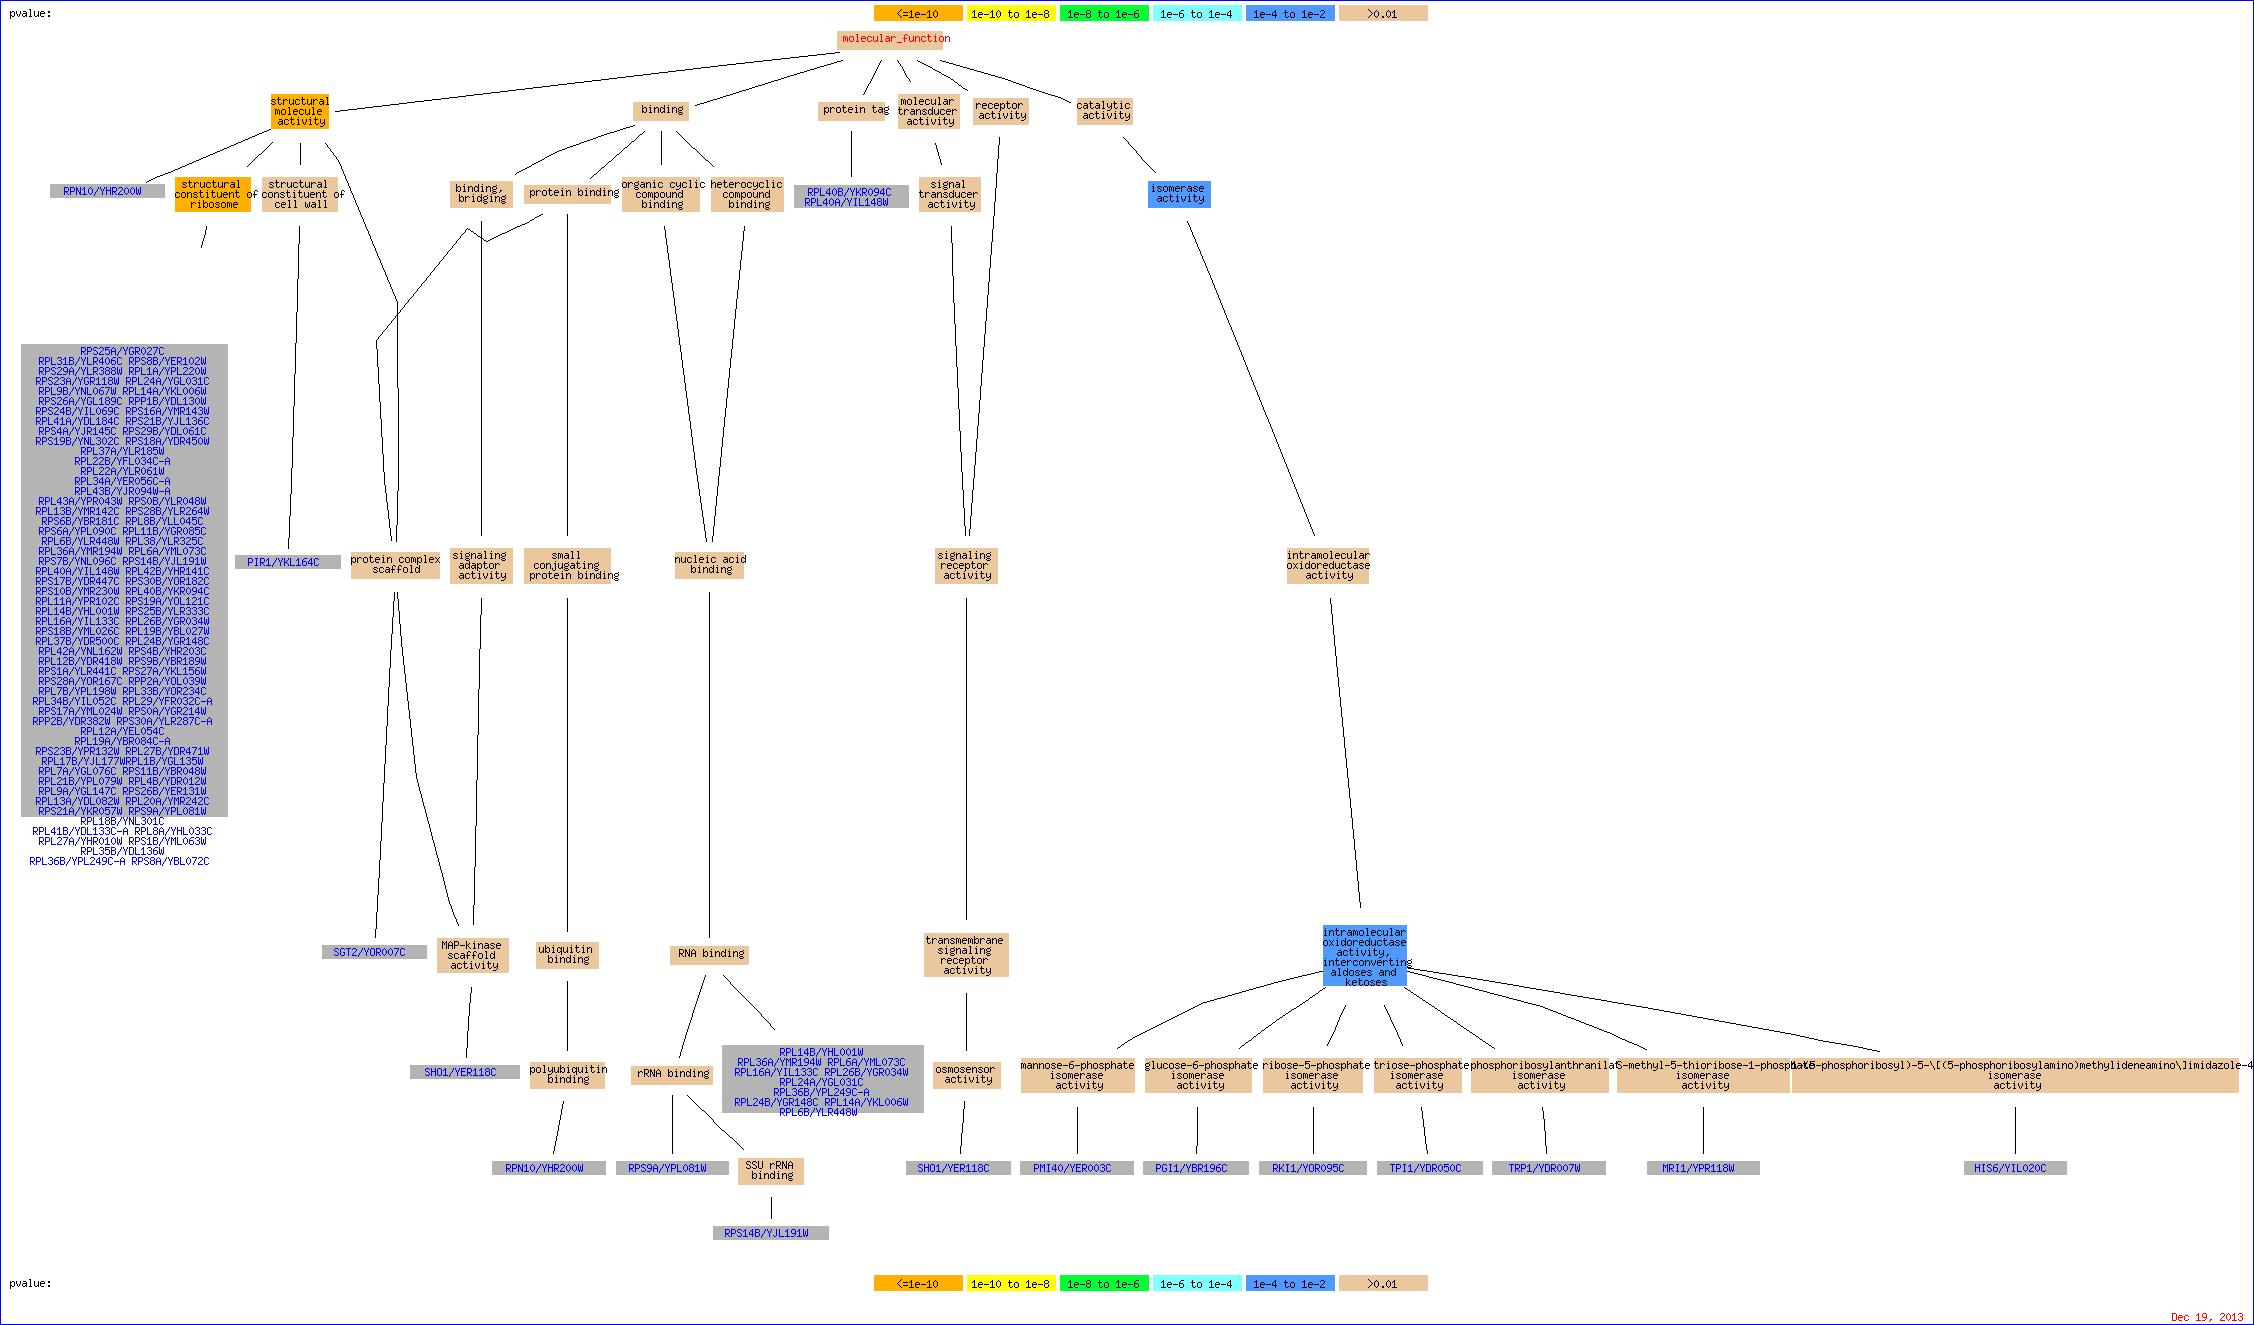 pvalue:
<=1e-10
1e-10 to 1e-8
1e-8 to 1e-6
1e-6 to 1e-4
1e-4 to 1e-2
>0.01
molecular_function
structural
molecule
activity
binding
protein tag
molecular
transducer
activity
receptor
activity
catalytic
activity
RPN10/YHR200W
structural
constituent of
ribosome
structural
constituent of
cell wall
binding,
bridging
protein binding
organic cyclic
compound
binding
heterocyclic
compound
binding
RPL40B/YKR094C
RPL40A/YIL148W
signal
transducer
activity
isomerase
activity
RPS25A/YGR027C
RPL31B/YLR406C RPS8B/YER102W
RPS29A/YLR388W RPL1A/YPL220W
RPS23A/YGR118W RPL24A/YGL031C
RPL9B/YNL067W RPL14A/YKL006W
RPS26A/YGL189C RPP1B/YDL130W
RPS24B/YIL069C RPS16A/YMR143W
RPL41A/YDL184C RPS21B/YJL136C
RPS4A/YJR145C RPS29B/YDL061C
RPS19B/YNL302C RPS18A/YDR450W
RPL37A/YLR185W
RPL22B/YFL034C-A
RPL22A/YLR061W
RPL34A/YER056C-A
RPL43B/YJR094W-A
RPL43A/YPR043W RPS0B/YLR048W
RPL13B/YMR142C RPS28B/YLR264W
RPS6B/YBR181C RPL8B/YLL045C
RPS6A/YPL090C RPL11B/YGR085C
RPL6B/YLR448W RPL38/YLR325C
RPL36A/YMR194W RPL6A/YML073C
RPS7B/YNL096C RPS14B/YJL191W
RPL40A/YIL148W RPL42B/YHR141C
RPS17B/YDR447C RPS30B/YOR182C
RPS10B/YMR230W RPL40B/YKR094C
RPL11A/YPR102C RPS19A/YOL121C
RPL14B/YHL001W RPS25B/YLR333C
RPL16A/YIL133C RPL26B/YGR034W
RPS18B/YML026C RPL19B/YBL027W
RPL37B/YDR500C RPL24B/YGR148C
RPL42A/YNL162W RPS4B/YHR203C
RPL12B/YDR418W RPS9B/YBR189W
RPS1A/YLR441C RPS27A/YKL156W
RPS28A/YOR167C RPP2A/YOL039W
RPL7B/YPL198W RPL33B/YOR234C
RPL34B/YIL052C RPL29/YFR032C-A
RPS17A/YML024W RPS0A/YGR214W
RPP2B/YDR382W RPS30A/YLR287C-A
RPL12A/YEL054C
RPL19A/YBR084C-A
RPS23B/YPR132W RPL27B/YDR471W
RPL17B/YJL177WRPL1B/YGL135W
RPL7A/YGL076C RPS11B/YBR048W
RPL21B/YPL079W RPL4B/YDR012W
RPL9A/YGL147C RPS26B/YER131W
RPL13A/YDL082W RPL20A/YMR242C
RPS21A/YKR057W RPS9A/YPL081W
RPL18B/YNL301C
RPL41B/YDL133C-A RPL8A/YHL033C
RPL27A/YHR010W RPS1B/YML063W
RPL35B/YDL136W
RPL36B/YPL249C-A RPS8A/YBL072C
PIR1/YKL164C
protein complex
scaffold
signaling
adaptor
activity
small
conjugating
protein binding
nucleic acid
binding
signaling
receptor
activity
intramolecular
oxidoreductase
activity
SGT2/YOR007C
MAP-kinase
scaffold
activity
ubiquitin
binding
RNA binding
transmembrane
signaling
receptor
activity
intramolecular
oxidoreductase
activity,
interconverting
aldoses and
ketoses
SHO1/YER118C
polyubiquitin
binding
rRNA binding
RPL14B/YHL001W
RPL36A/YMR194W RPL6A/YML073C
RPL16A/YIL133C RPL26B/YGR034W
RPL24A/YGL031C
RPL36B/YPL249C-A
RPL24B/YGR148C RPL14A/YKL006W
RPL6B/YLR448W
osmosensor
activity
mannose-6-phosphate
isomerase
activity
glucose-6-phosphate
isomerase
activity
ribose-5-phosphate
isomerase
activity
triose-phosphate
isomerase
activity
phosphoribosylanthranilat
isomerase
activity
S-methyl-5-thioribose-1-phosph
isomerase
activity
(5-phosphoribosyl)-5-\[(5-phosphoribosylamino)methylideneamino\]imidazole-4
isomerase
activity
RPN10/YHR200W
RPS9A/YPL081W
SSU rRNA
binding
SHO1/YER118C
PMI40/YER003C
PGI1/YBR196C
RKI1/YOR095C
TPI1/YDR050C
TRP1/YDR007W
MRI1/YPR118W
HIS6/YIL020C
RPS14B/YJL191W
pvalue:
<=1e-10
1e-10 to 1e-8
1e-8 to 1e-6
1e-6 to 1e-4
1e-4 to 1e-2
>0.01
Dec 19, 2013